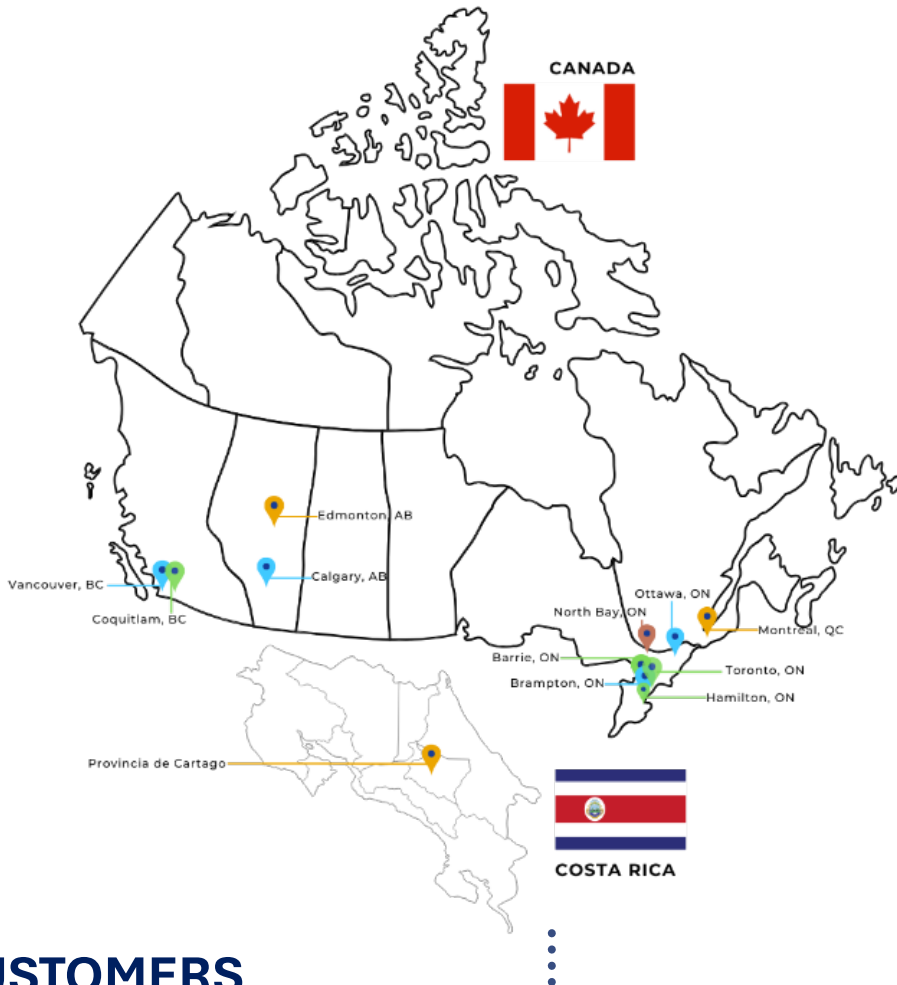 CANADA
Edmonton, AB
Calgary, AB
Vancouver, BC
Coquitlam, BC
Ottawa, ON
North Bay, ON
Montreal, QC
Barrie, ON
Toronto, ON
Brampton, ON
Hamilton, ON
Provincia de Cartago
COSTA RICA
USTOMERS